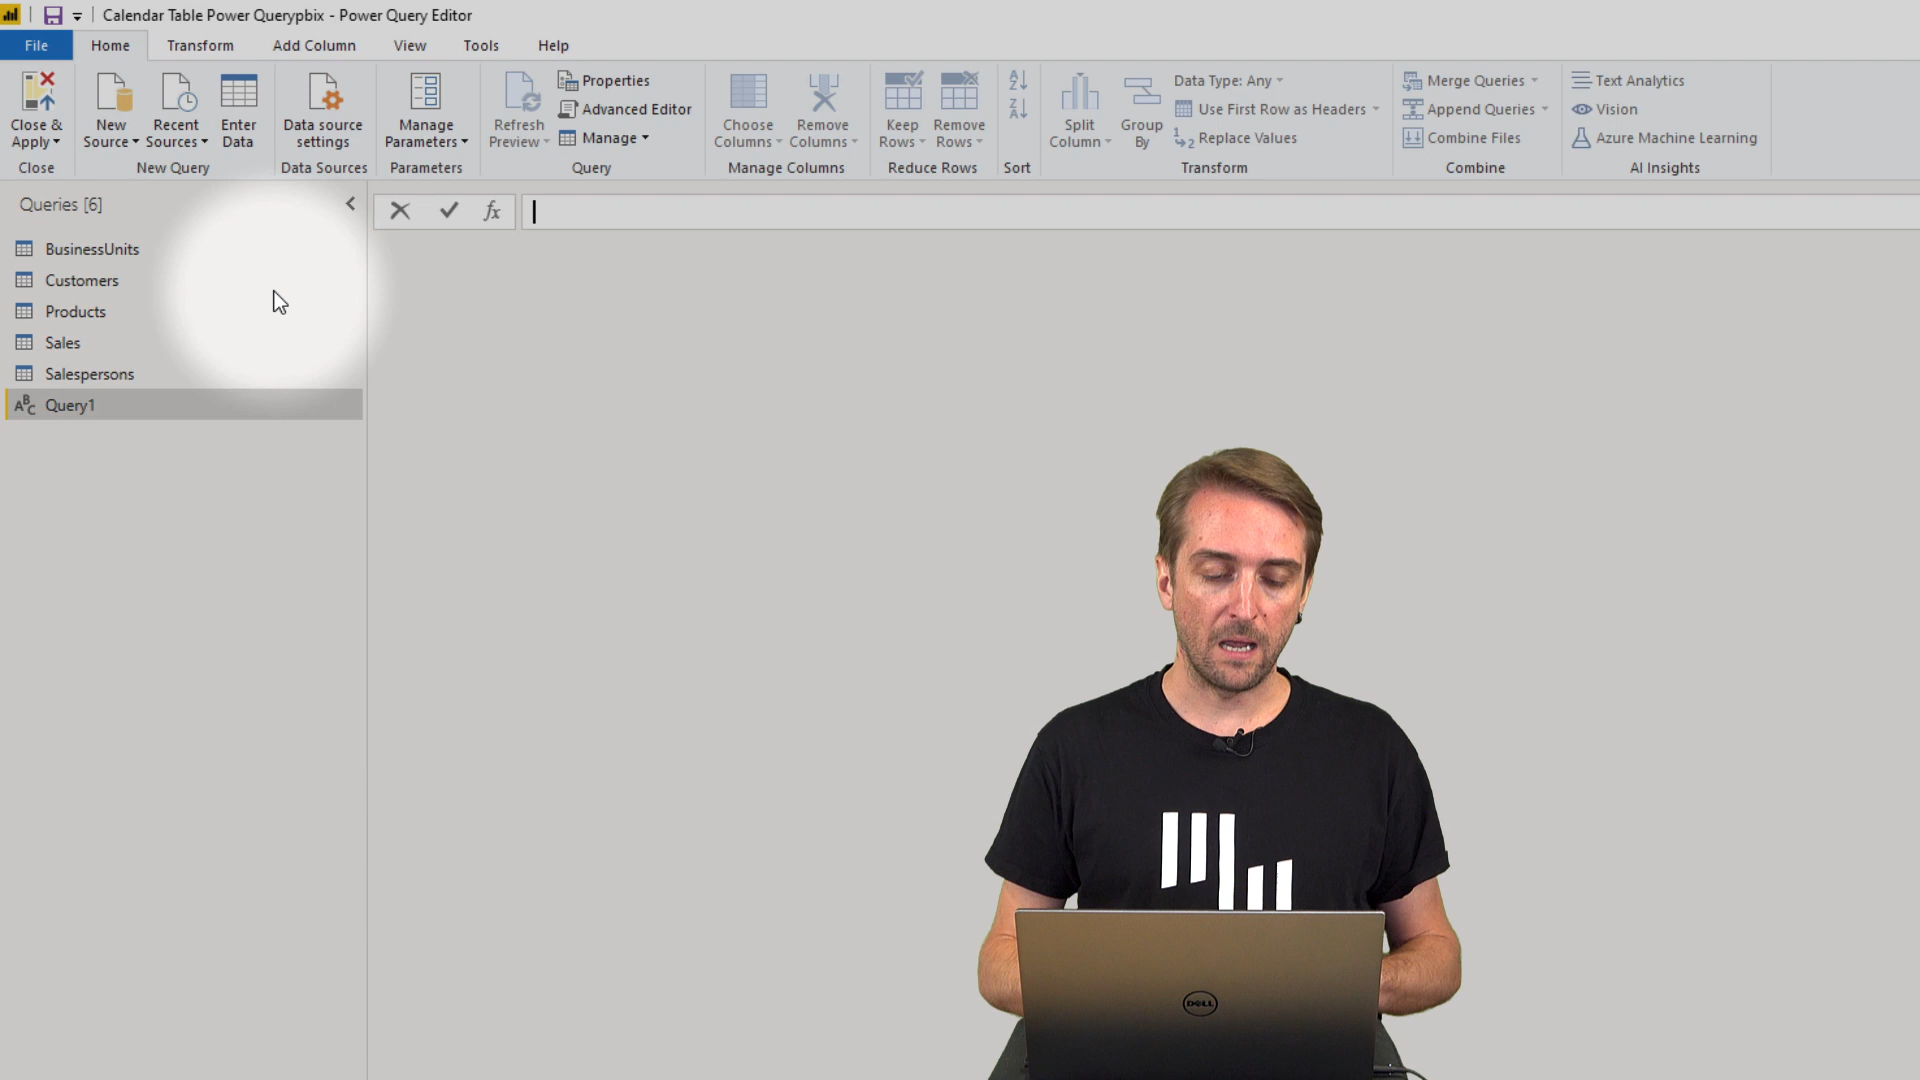 Calendar Table Power Querypbix - Power Query Editor
File Home Transform Add Column View Tools Help
Close & Apply
New Source
Recent Sources
Enter Data
Data source settings
Manage Parameters
Refresh Preview
Properties
Advanced Editor
Manage
Choose Columns
Remove Columns
Keep Rows
Remove Rows
A Z
Z A
Split Column
Group By
Data Type: Any
Use First Row as Headers
1 2 Replace Values
Merge Queries
Append Queries
Combine Files
Text Analytics
Vision
Azure Machine Learning
Close New Query Data Sources Parameters Query Manage Columns Reduce Rows Sort Transform Combine AI Insights
Queries [6]
fx
BusinessUnits
Customers
Products
Sales
Salespersons
ABC Query1
DELL